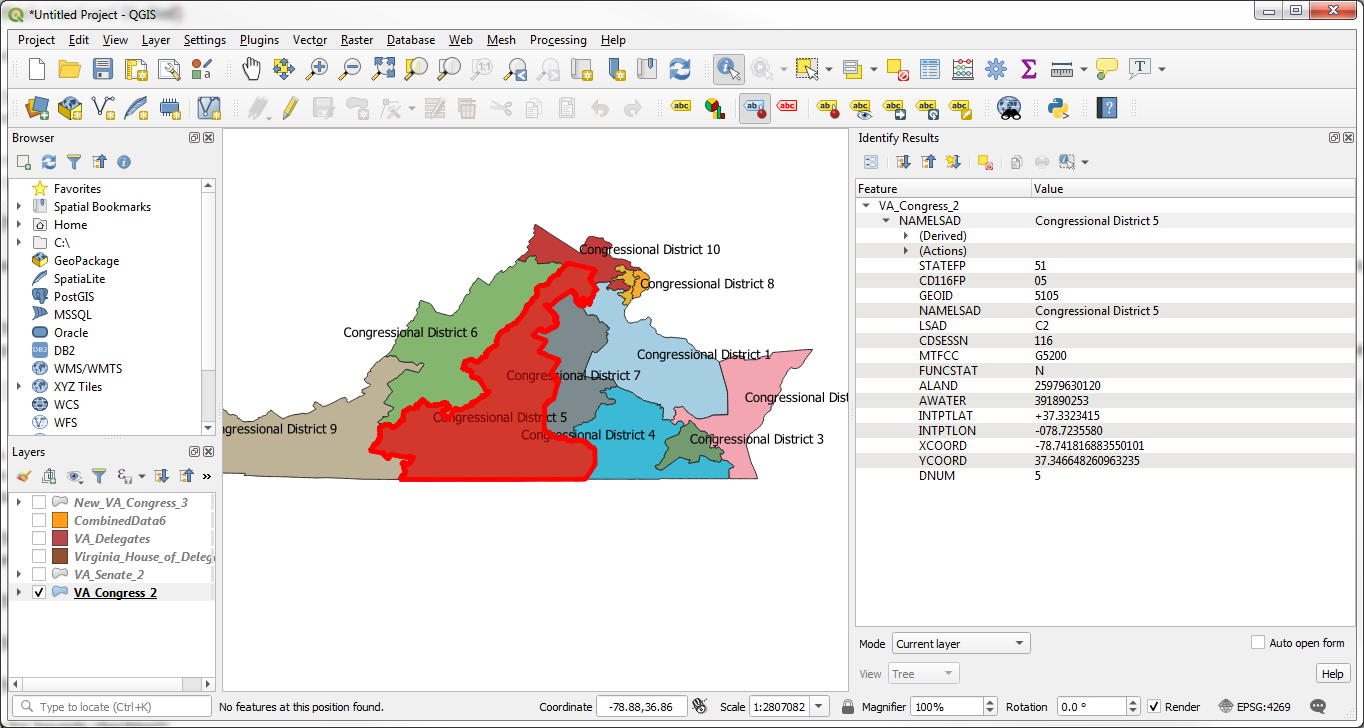 *Untitled Project - QGIS
Project Edit View Layer Settings Plugins Vector Raster Database Web Mesh Processing Help
Browser
Favorites
Spatial Bookmarks
Home
C:\
GeoPackage
SpatiaLite
PostGIS
MSSQL
Oracle
DB2
WMS/WMTS
XYZ Tiles
WCS
WFS
Layers
New_VA_Congress_3
CombinedData6
VA_Delegates
Virginia_House_of_Deleg
VA_Senate_2
VA_Congress_2
Congressional District 10
Congressional District 8
Congressional District 6
Congressional District 1
Congressional District 7
Congressional Dist
Congressional District 5
ngressional District 9
Congressional District 4
Congressional District 3
Identify Results
Feature Value
VA_Congress_2
NAMELSAD Congressional District 5
(Derived)
(Actions)
STATEFP 51
CD116FP 05
GEOID 5105
NAMELSAD Congressional District 5
LSAD C2
CDSESSN 116
MTFCC G5200
FUNCSTAT N
ALAND 25979630120
AWATER 391890253
INTPTLAT +37.3323415
INTPTLON -078.7235580
XCOORD -78.741816883550101
YCOORD 37.346648260963235
DNUM 5
Mode Current layer Auto open form
View Tree Help
Type to locate (Ctrl+K) No features at this position found. Coordinate -78.88,36.86 Scale 1:2807082 Magnifier 100% Rotation 0.0 ° Render EPSG:4269